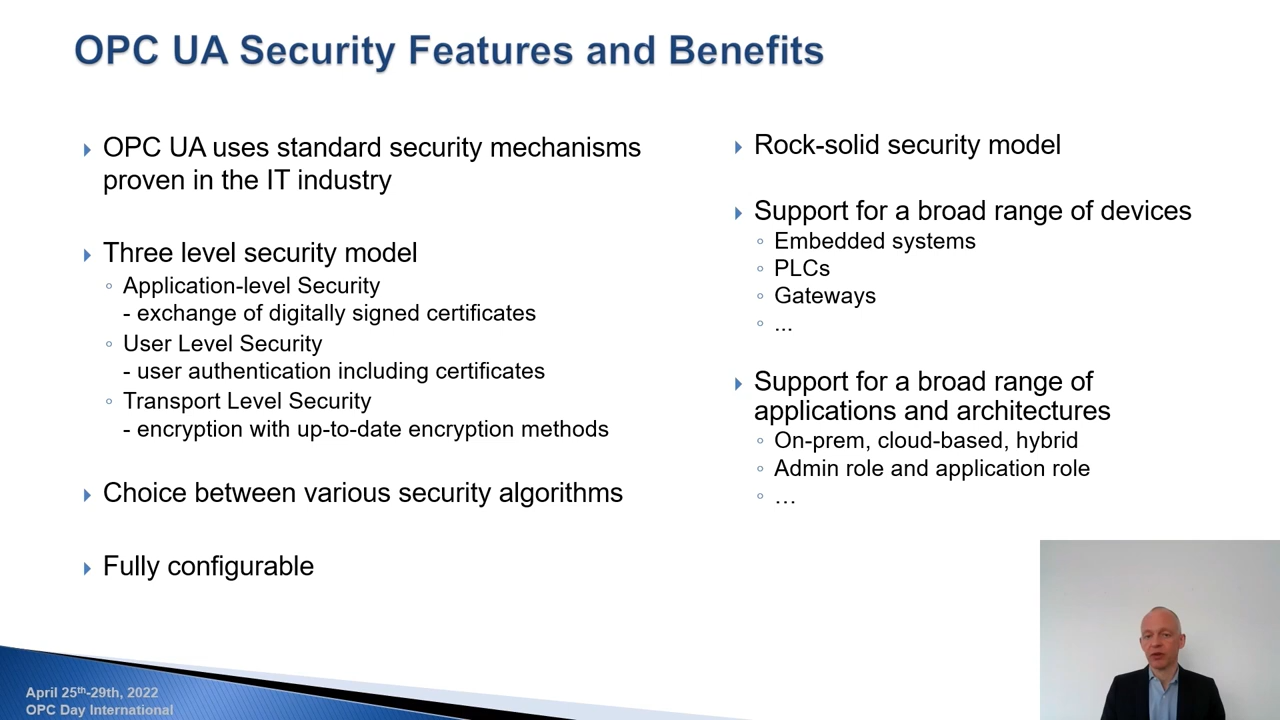 OPC UA Security Features and Benefits
OPC UA uses standard security mechanisms
proven in the IT industry
Three level security model
Application-level Security
- exchange of digitally signed certificates
User Level Security
- user authentication including certificates
Transport Level Security
- encryption with up-to-date encryption methods
Choice between various security algorithms
Fully configurable
Rock-solid security model
Support for a broad range of devices
Embedded systems
PLCs
Gateways
...
Support for a broad range of
applications and architectures
On-prem, cloud-based, hybrid
Admin role and application role
…
April 25th-29th, 2022
OPC Day International